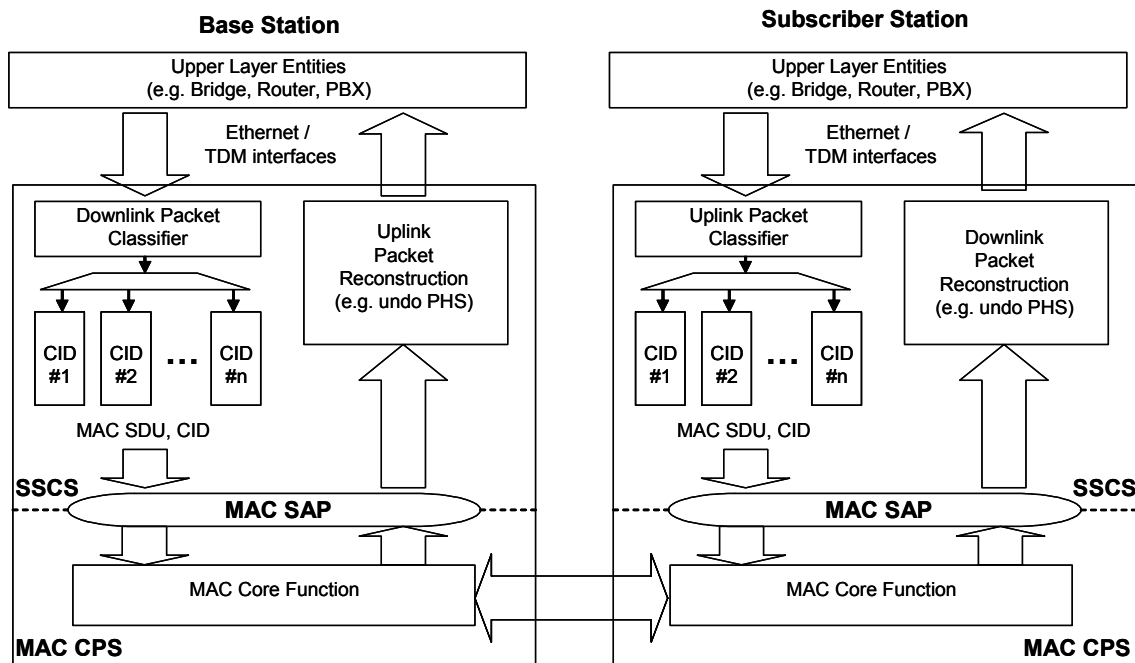 Base Station
Upper Layer Entities
(e.g. Bridge, Router, PBX)
Ethernet /
TDM interfaces
Downlink Packet
Classifier
CID
#1
CID
#2
...
CID
#n
MAC SDU, CID
Uplink
Packet
Reconstruction
(e.g. undo PHS)
SSCS
MAC SAP
MAC Core Function
MAC CPS
Subscriber Station
Upper Layer Entities
(e.g. Bridge, Router, PBX)
Ethernet /
TDM interfaces
Uplink Packet
Classifier
CID
#1
CID
#2
...
CID
#n
MAC SDU, CID
Downlink
Packet
Reconstruction
(e.g. undo PHS)
SSCS
MAC SAP
MAC Core Function
MAC CPS